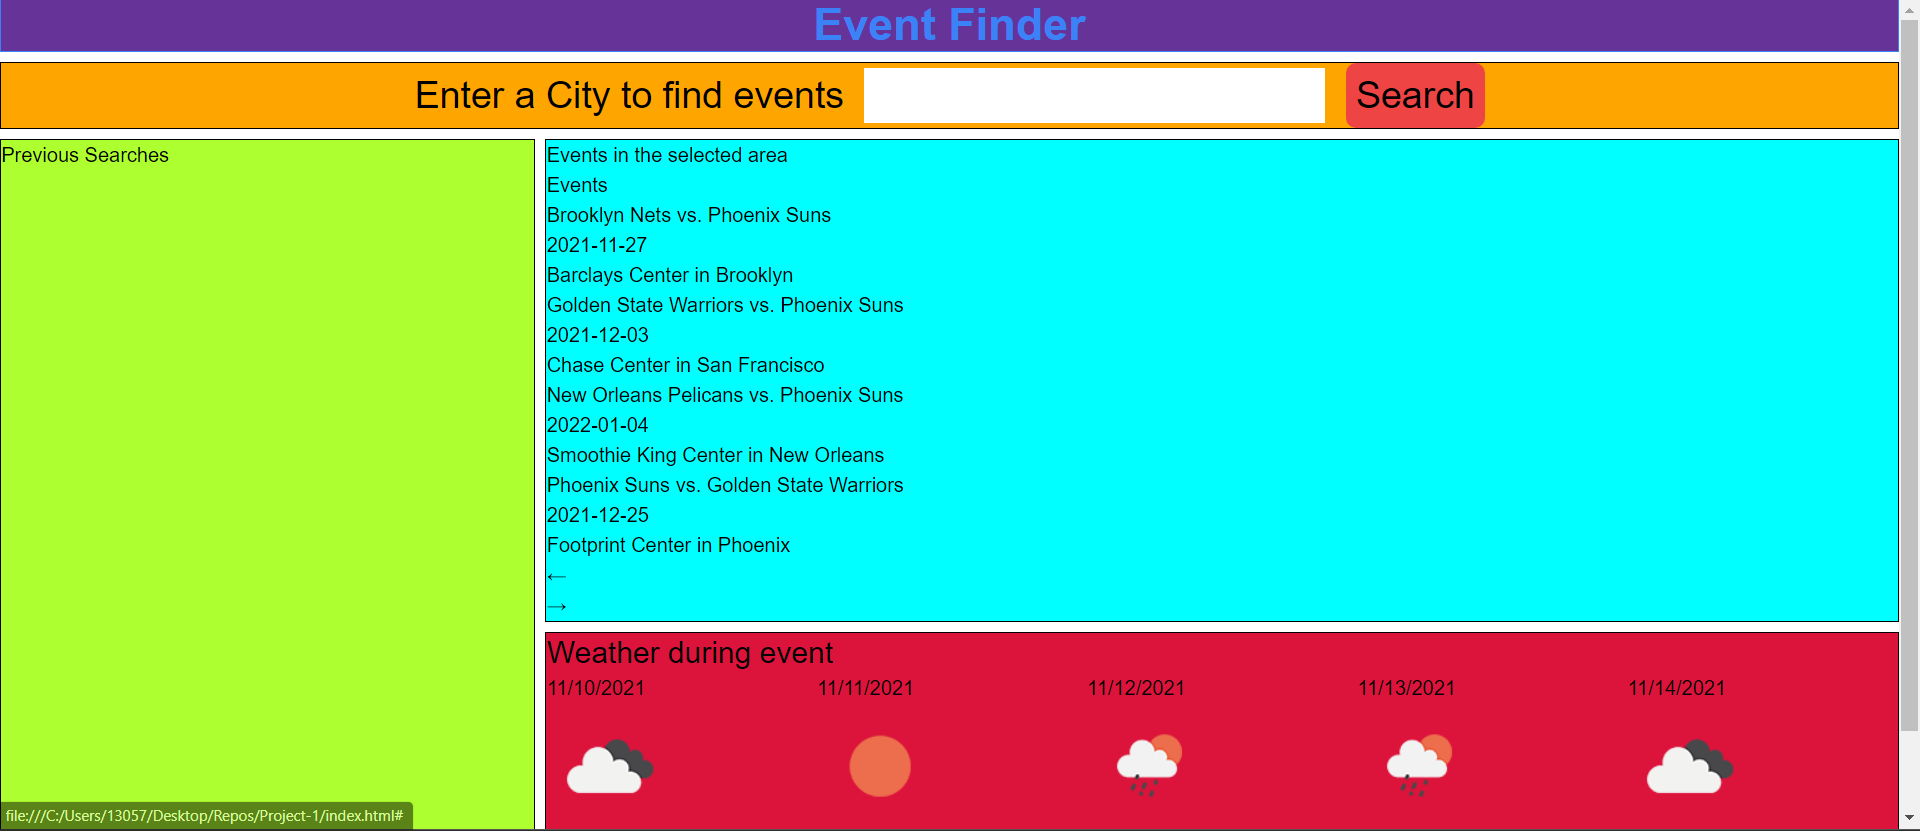 Event Finder
Enter a City to find events Search
Previous Searches
Events in the selected area
Events
Brooklyn Nets vs. Phoenix Suns
2021-11-27
Barclays Center in Brooklyn
Golden State Warriors vs. Phoenix Suns
2021-12-03
Chase Center in San Francisco
New Orleans Pelicans vs. Phoenix Suns
2022-01-04
Smoothie King Center in New Orleans
Phoenix Suns vs. Golden State Warriors
2021-12-25
Footprint Center in Phoenix
←
→
Weather during event
11/10/2021 11/11/2021 11/12/2021 11/13/2021 11/14/2021
file:///C:/Users/13057/Desktop/Repos/Project-1/index.html#